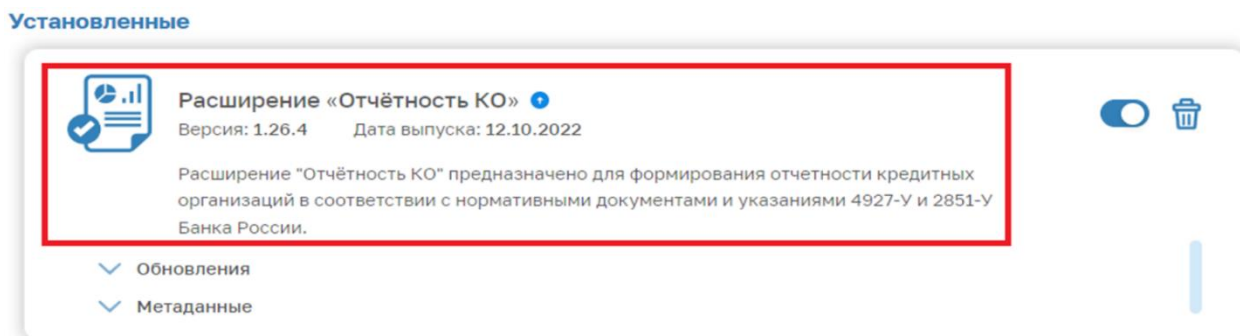 Установленные
Расширение «Отчётность КО»
Версия: 1.26.4 Дата выпуска: 12.10.2022
Расширение "Отчётность КО" предназначено для формирования отчетности кредитных
организаций в соответствии с нормативными документами и указаниями 4927-У и 2851-У
Банка России.
Обновления
Метаданные